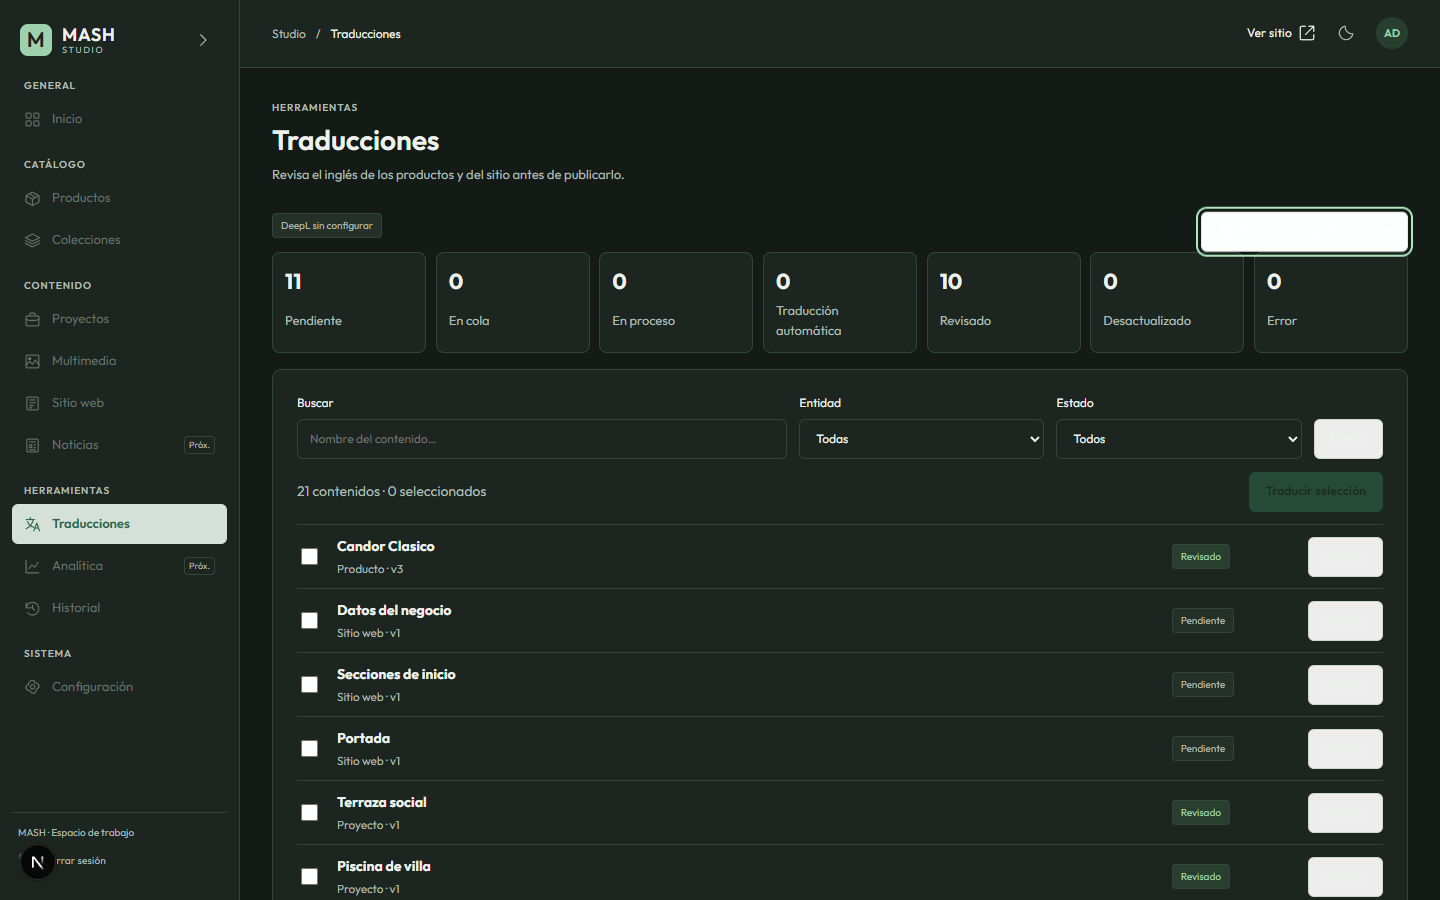 M MASH
STUDIO
GENERAL
Inicio
CATÁLOGO
Productos
Colecciones
CONTENIDO
Proyectos
Multimedia
Sitio web
Noticias Próx.
HERRAMIENTAS
Traducciones
Analítica Próx.
Historial
SISTEMA
Configuración
MASH · Espacio de trabajo
rrar sesión
N
Studio / Traducciones
Ver sitio
AD
HERRAMIENTAS
Traducciones
Revisa el inglés de los productos y del sitio antes de publicarlo.
DeepL sin configurar
11
Pendiente
0
En cola
0
En proceso
0
Traducción
automática
10
Revisado
0
Desactualizado
0
Error
Buscar
Nombre del contenido...
Entidad
Todas
Estado
Todos
21 contenidos · 0 seleccionados
Traducir selección
Candor Clasico
Producto · v3
Revisado
Datos del negocio
Sitio web · v1
Pendiente
Secciones de inicio
Sitio web · v1
Pendiente
Portada
Sitio web · v1
Pendiente
Terraza social
Proyecto · v1
Revisado
Piscina de villa
Proyecto · v1
Revisado